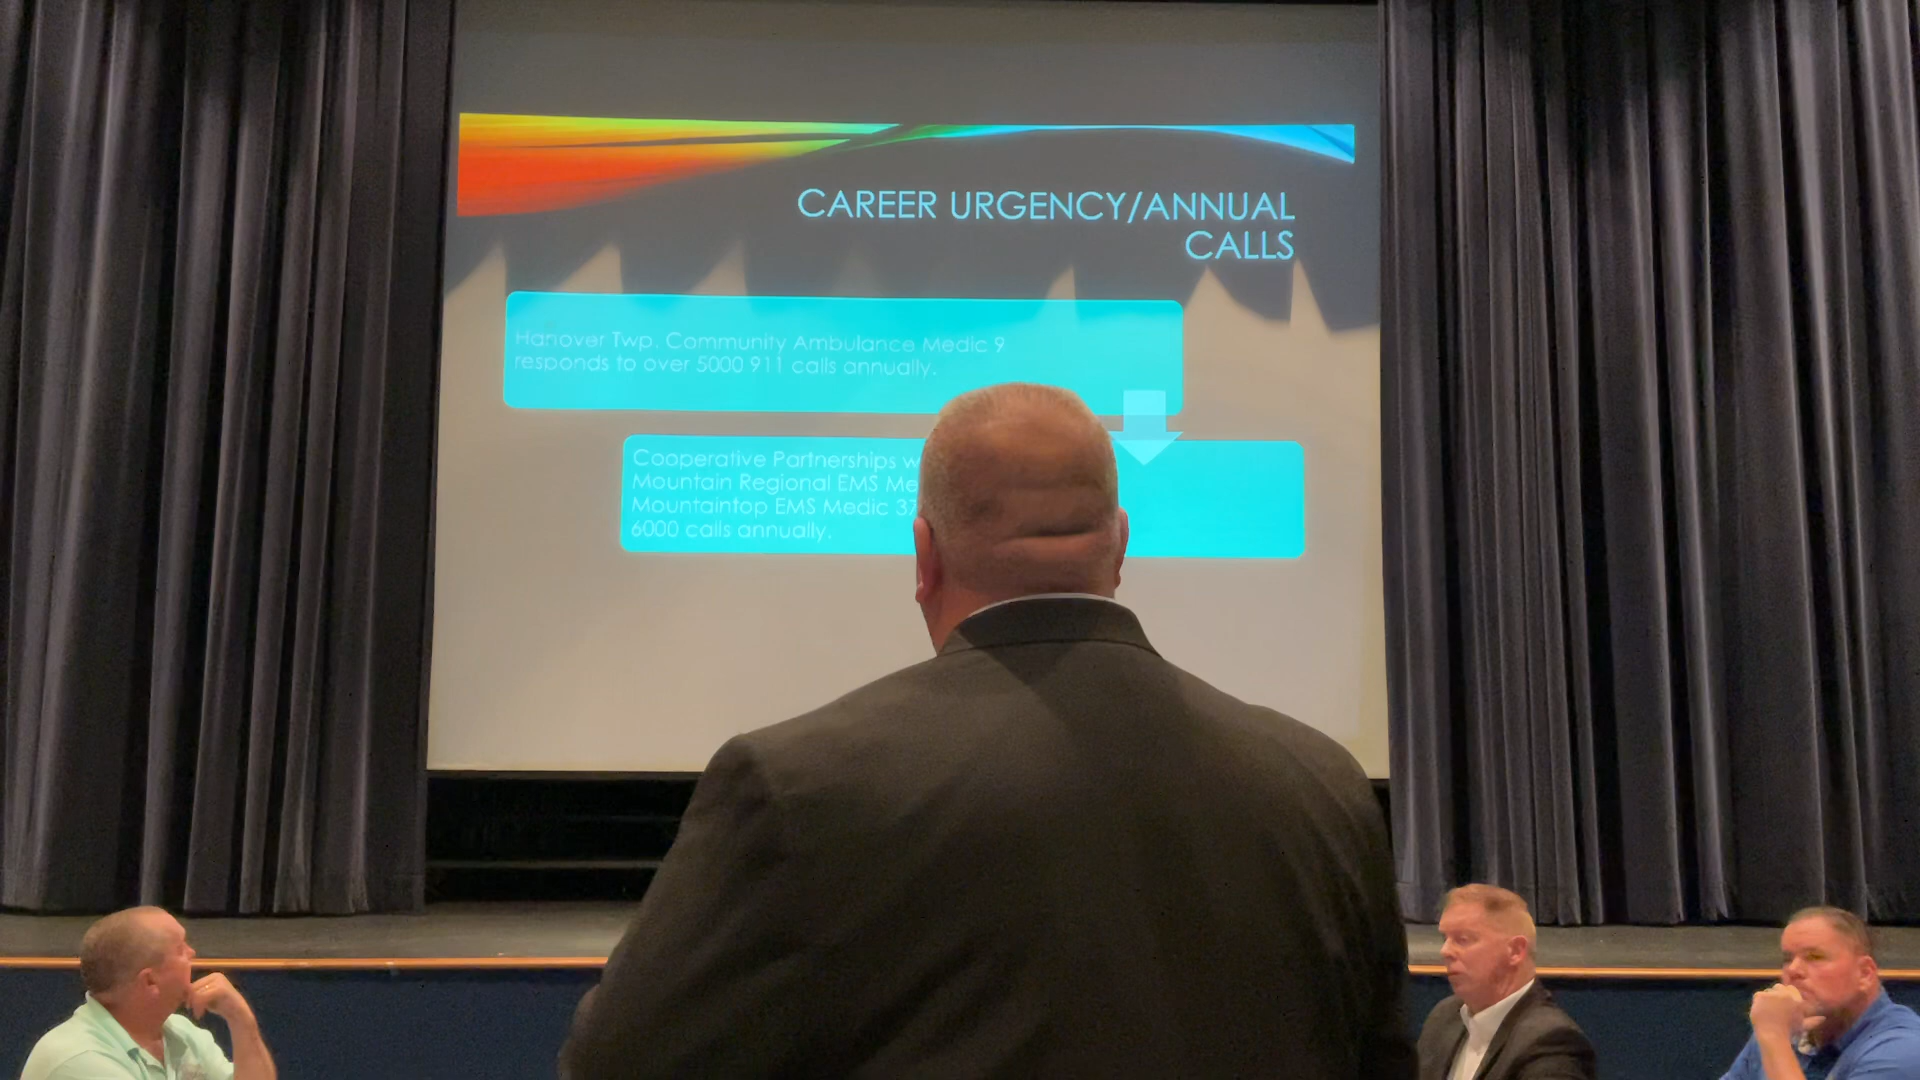 CAREER URGENCY/ANNUAL
CALLS
Hanover Twp. Community Ambulance Medic 9
responds to over 5000 911 calls annually.
Cooperative Partnerships
Mountain Regional EMS
Mountaintop EMS Medic 37
6000 calls annually.